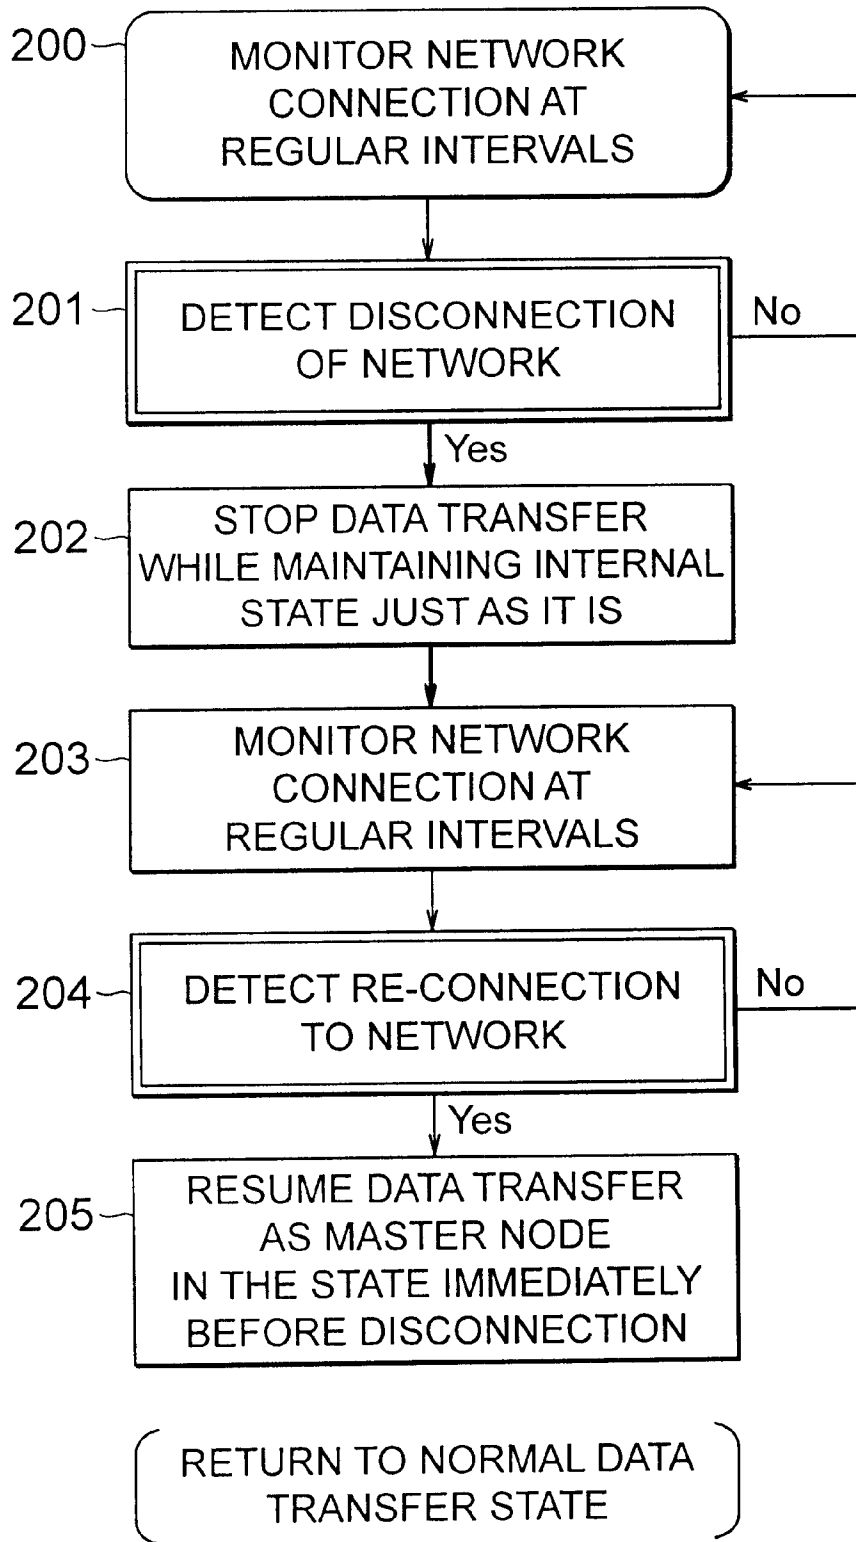 200
MONITOR NETWORK
CONNECTION AT
REGULAR INTERVALS
201
DETECT DISCONNECTION
OF NETWORK
No
Yes
202
STOP DATA TRANSFER
WHILE MAINTAINING INTERNAL
STATE JUST AS IT IS
203
MONITOR NETWORK
CONNECTION AT
REGULAR INTERVALS
204
DETECT RE-CONNECTION
TO NETWORK
No
Yes
205
RESUME DATA TRANSFER
AS MASTER NODE
IN THE STATE IMMEDIATELY
BEFORE DISCONNECTION
RETURN TO NORMAL DATA
TRANSFER STATE